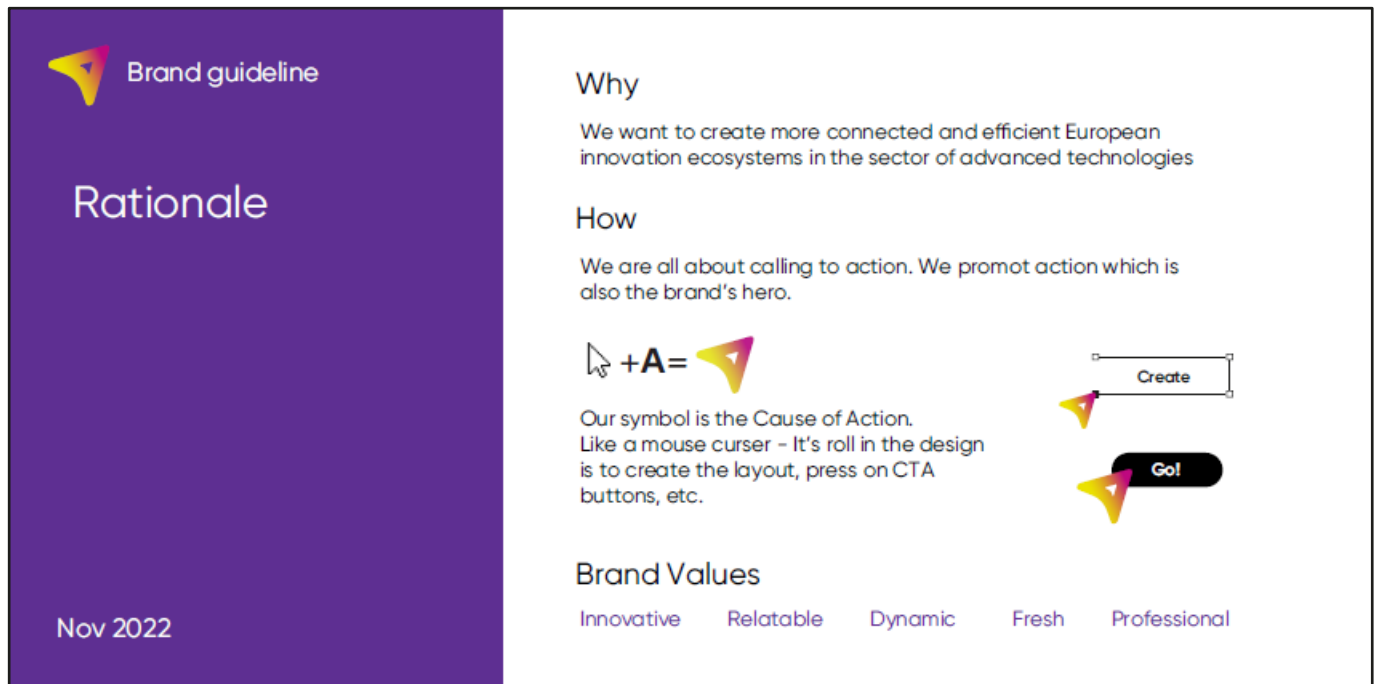 Brand guideline
Rationale
Nov 2022
Why
We want to create more connected and efficient European
innovation ecosystems in the sector of advanced technologies
How
We are all about calling to action. We promot action which is
also the brand's hero.
+A=
Our symbol is the Cause of Action.
Like a mouse curser - It's roll in the design
is to create the layout, press on CTA
buttons, etc.
Create
Go!
Brand Values
Innovative Relatable Dynamic Fresh Professional